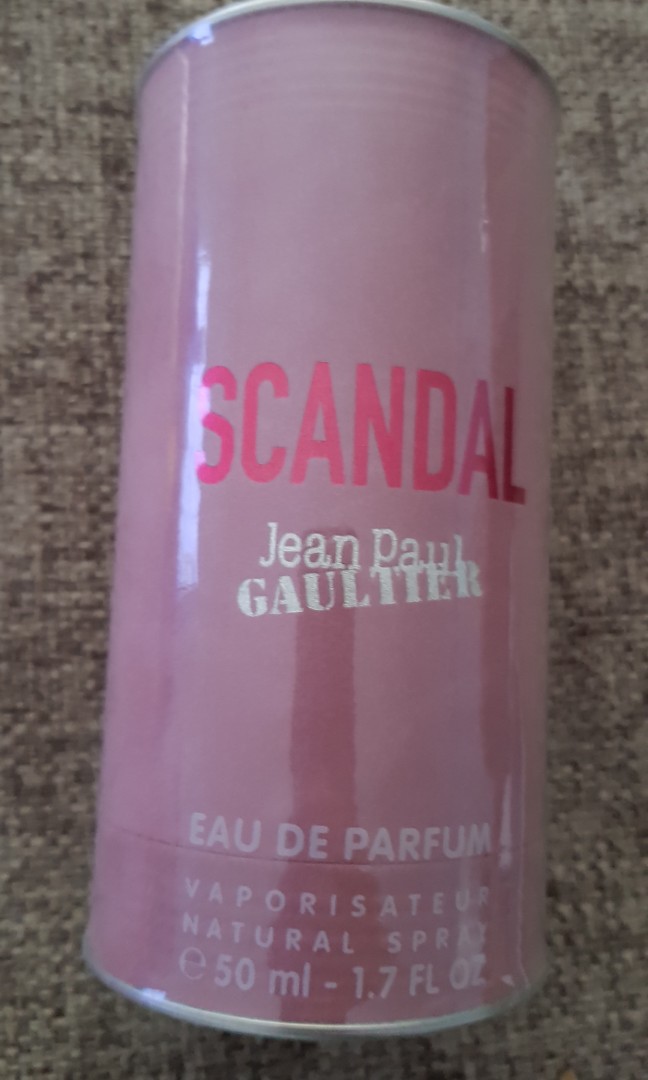 SCANDAL
Jean Paul
GAULTIER
EAU DE PARFUM
VAPORISATEUR
NATURAL SPRAY
℮ 50 ml - 1.7 FL OZ